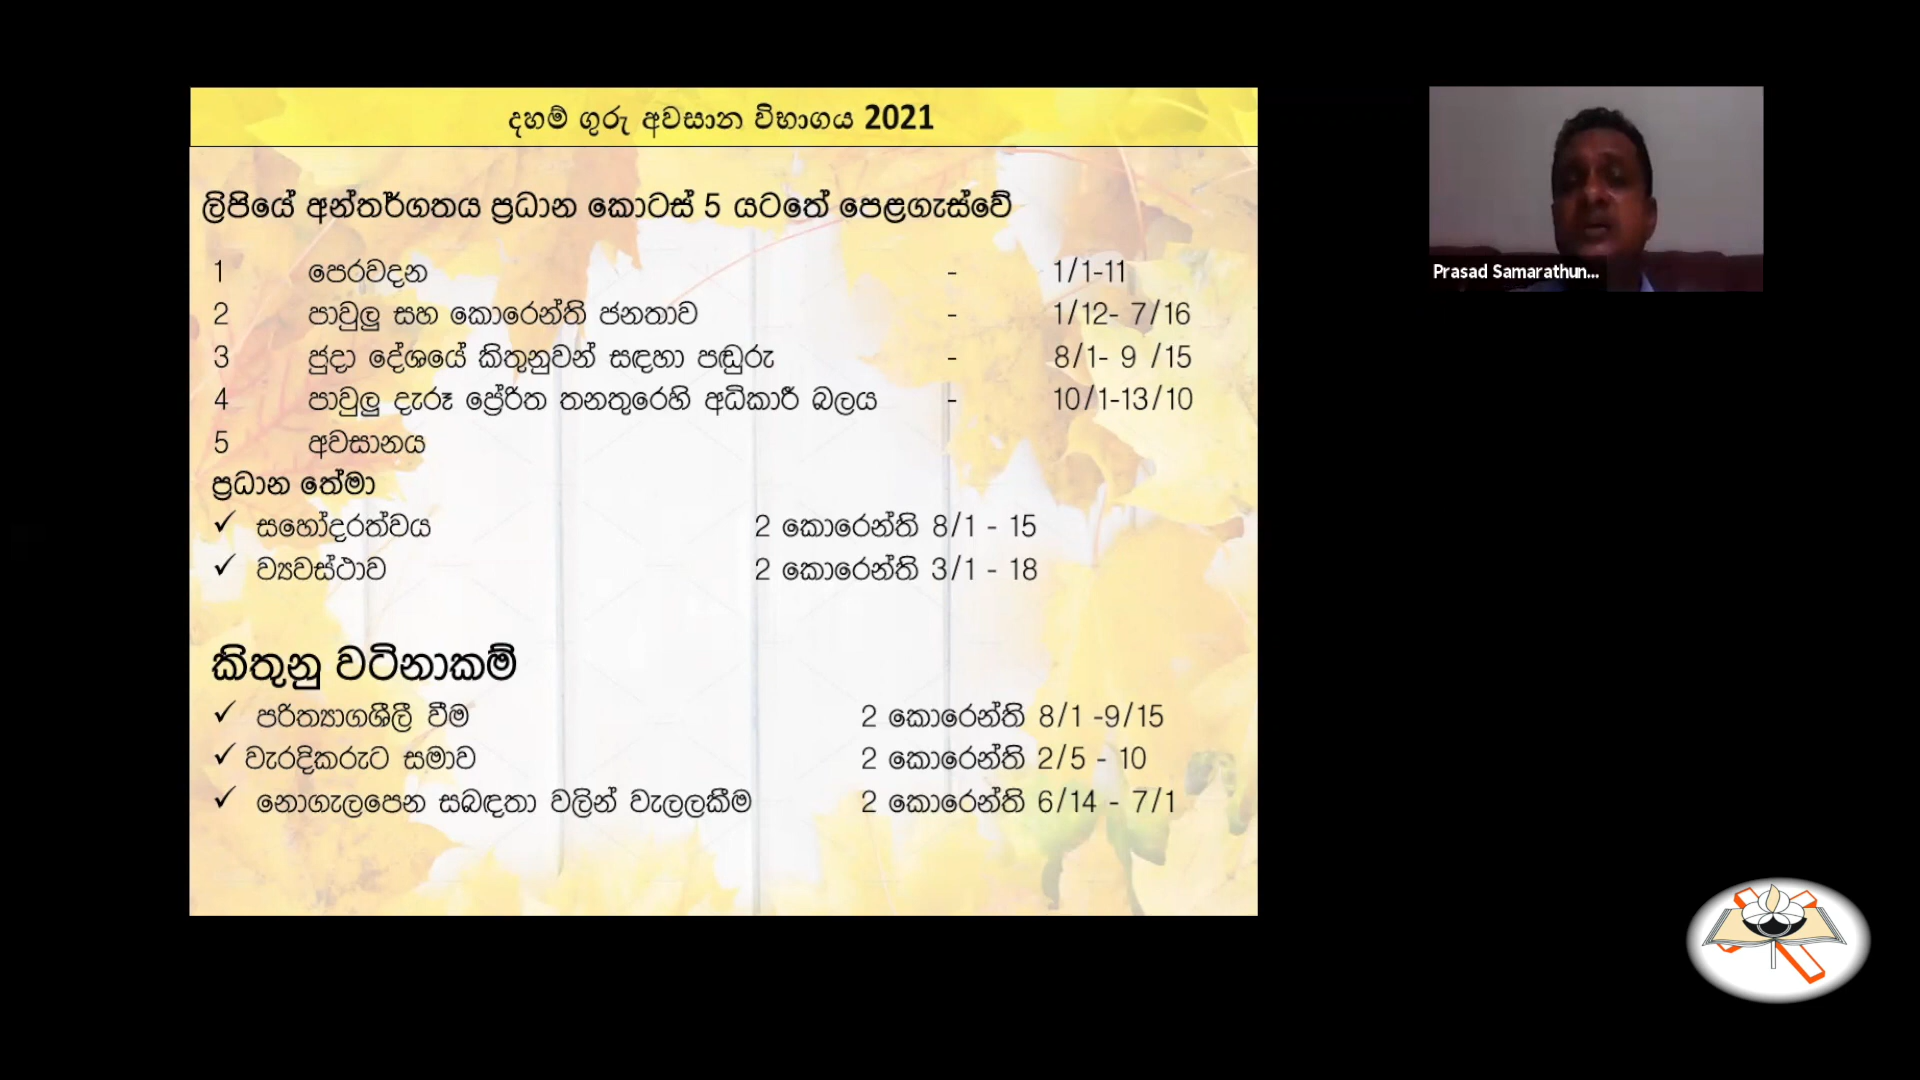 දහම් ගුරු අවසාන විභාගය 2021
ලිපියේ අන්තර්ගතය ප්‍රධාන කොටස් 5 යටතේ පෙළගැස්වේ
1 පෙරවදන - 1/1-11
2 පාවුලු සහ කොරෙන්ති ජනතාව - 1/12- 7/16
3 ජුදා දේශයේ කිතුනුවන් සඳහා පඬුරු - 8/1- 9 /15
4 පාවුලු දැරූ ප්‍රේරිත තනතුරෙහි අධිකාරී බලය - 10/1-13/10
5 අවසානය
ප්‍රධාන තේමා
✓ සහෝදරත්වය 2 කොරෙන්ති 8/1 - 15
✓ ව්‍යවස්ථාව 2 කොරෙන්ති 3/1 - 18
කිතුනු වටිනාකම්
✓ පරිත්‍යාගශීලී වීම 2 කොරෙන්ති 8/1 -9/15
✓ වැරදිකරුට සමාව 2 කොරෙන්ති 2/5 - 10
✓ නොගැලපෙන සබඳතා වලින් වැලලකීම 2 කොරෙන්ති 6/14 - 7/1
Prasad Samarathun...